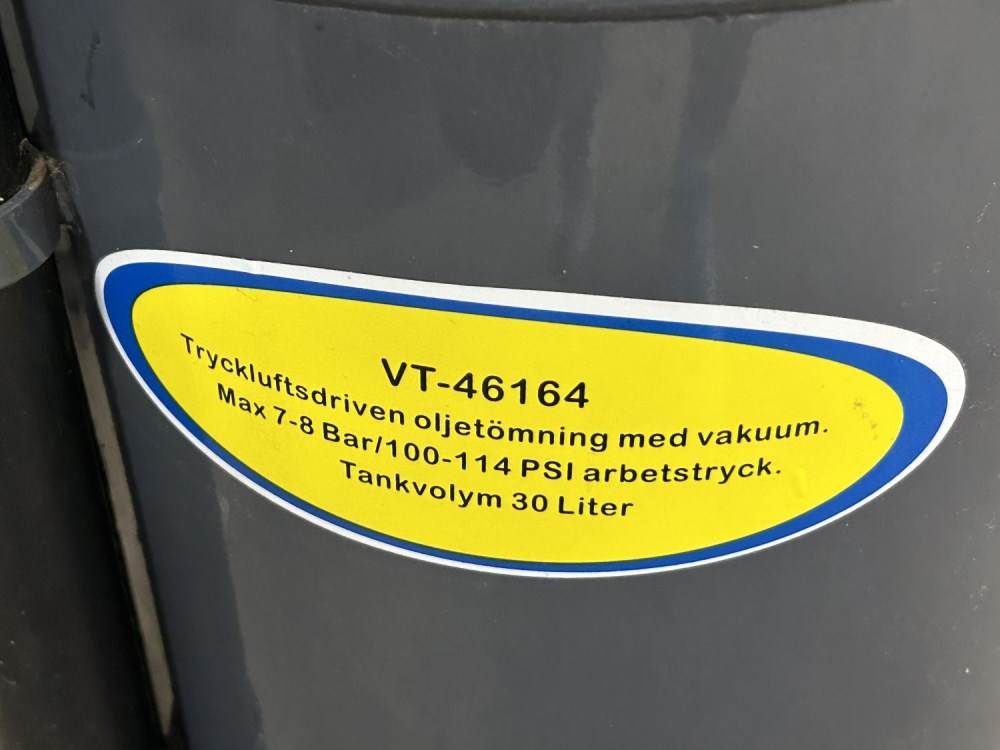 VT-46164
Tryckluftsdriven oljetömning med vakuum.
Max 7-8 Bar/100-114 PSI arbetstryck.
Tankvolym 30 Liter